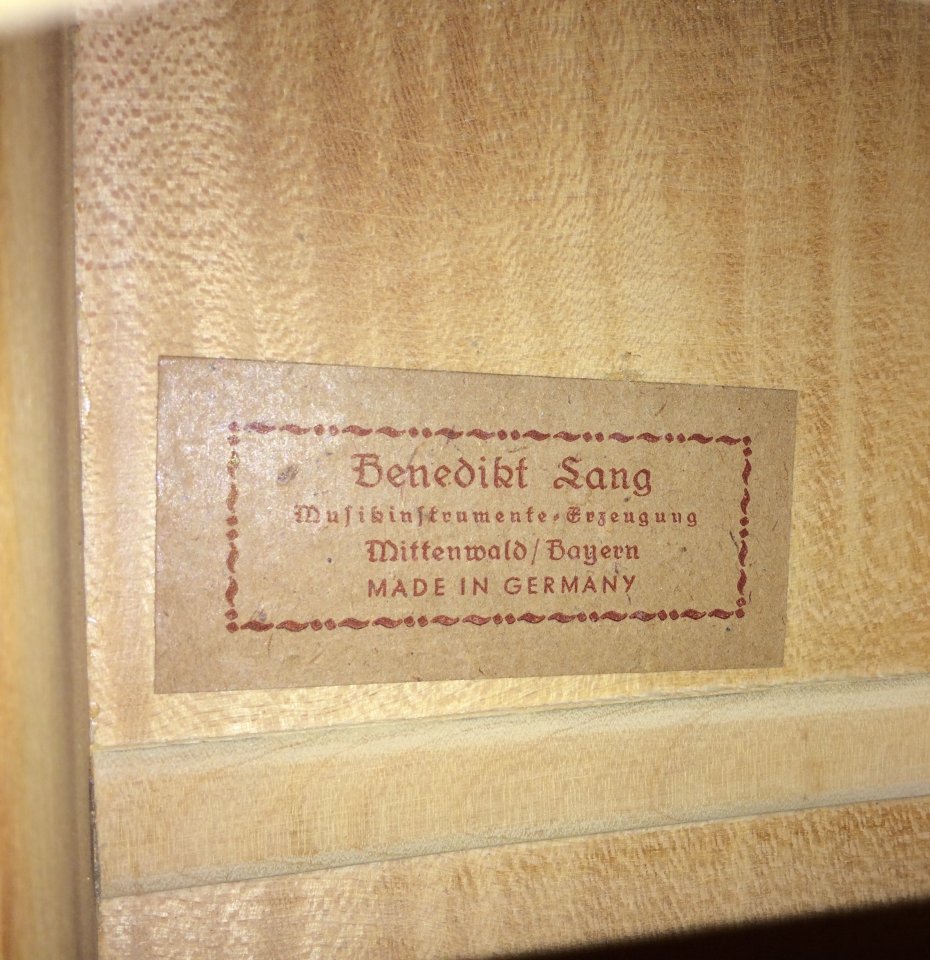 Benedikt Lang
Musikinstrumente-Erzeugung
Mittenwald/Bayern
MADE IN GERMANY